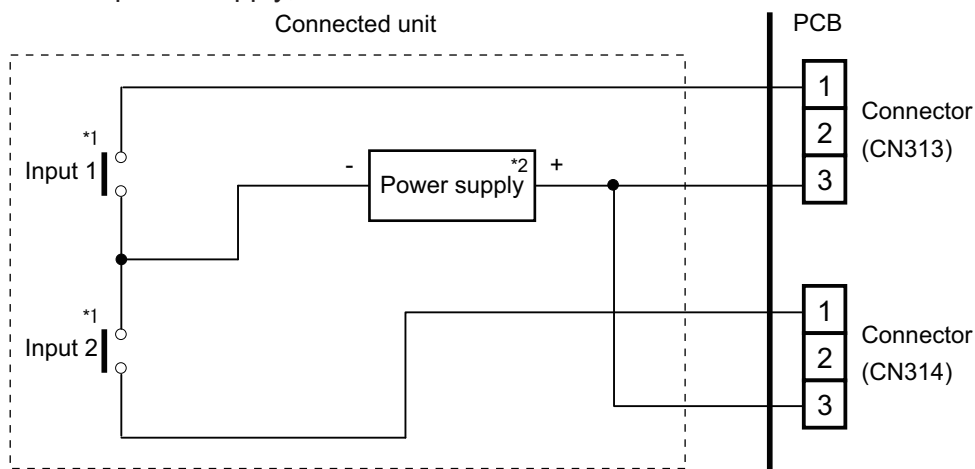 Connected unit
PCB
1
2
3
Connector
(CN313)
*1
Input 1
-
Power supply
*2
+
*1
Input 2
1
2
3
Connector
(CN314)